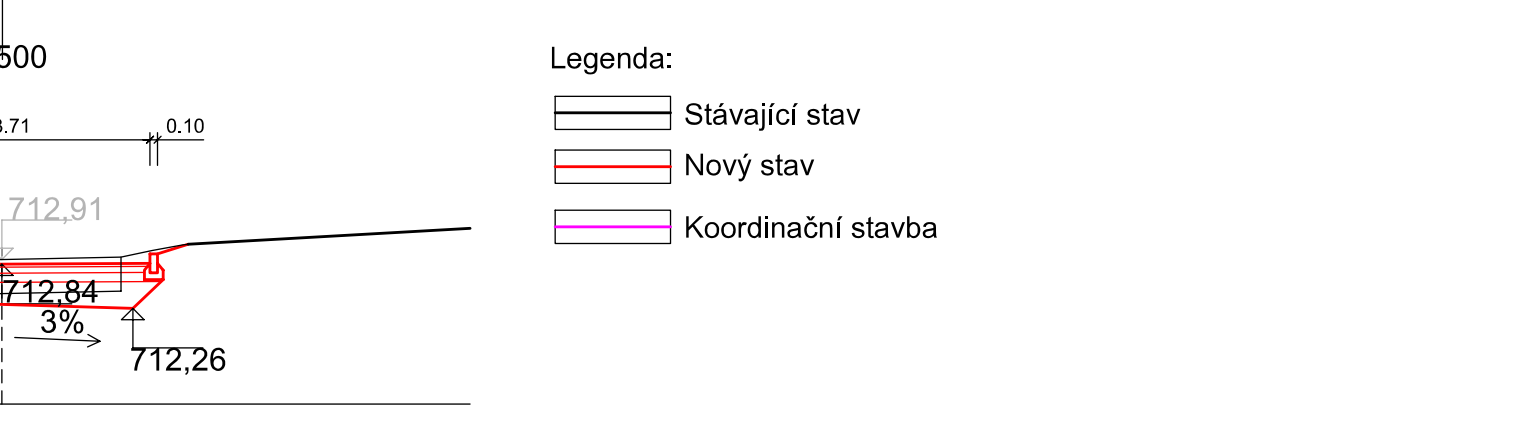 500
Legenda:
Stávající stav
.71 0.10
Nový stav
712,91
Koordinační stavba
712,84
3%
712,26